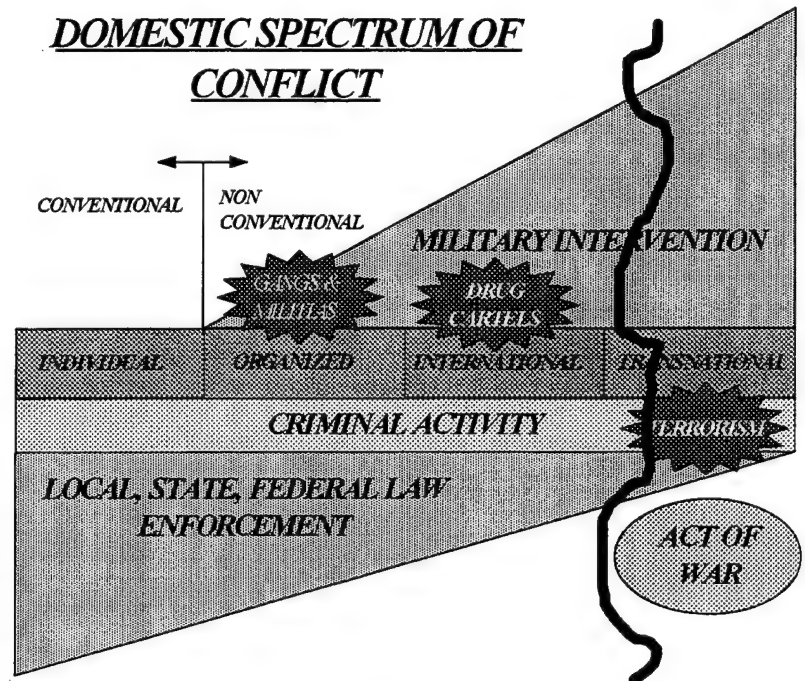 DOMESTIC SPECTRUM OF
CONFLICT
CONVENTIONAL
NON
CONVENTIONAL
MILITARY INTERVENTION
GANGS &
MILITIAS
DRUG
CARTELS
INDIVIDUAL
ORGANIZED
INTERNATIONAL
TRANSNATIONAL
CRIMINAL ACTIVITY
TERRORISM
LOCAL, STATE, FEDERAL LAW
ENFORCEMENT
ACT OF
WAR